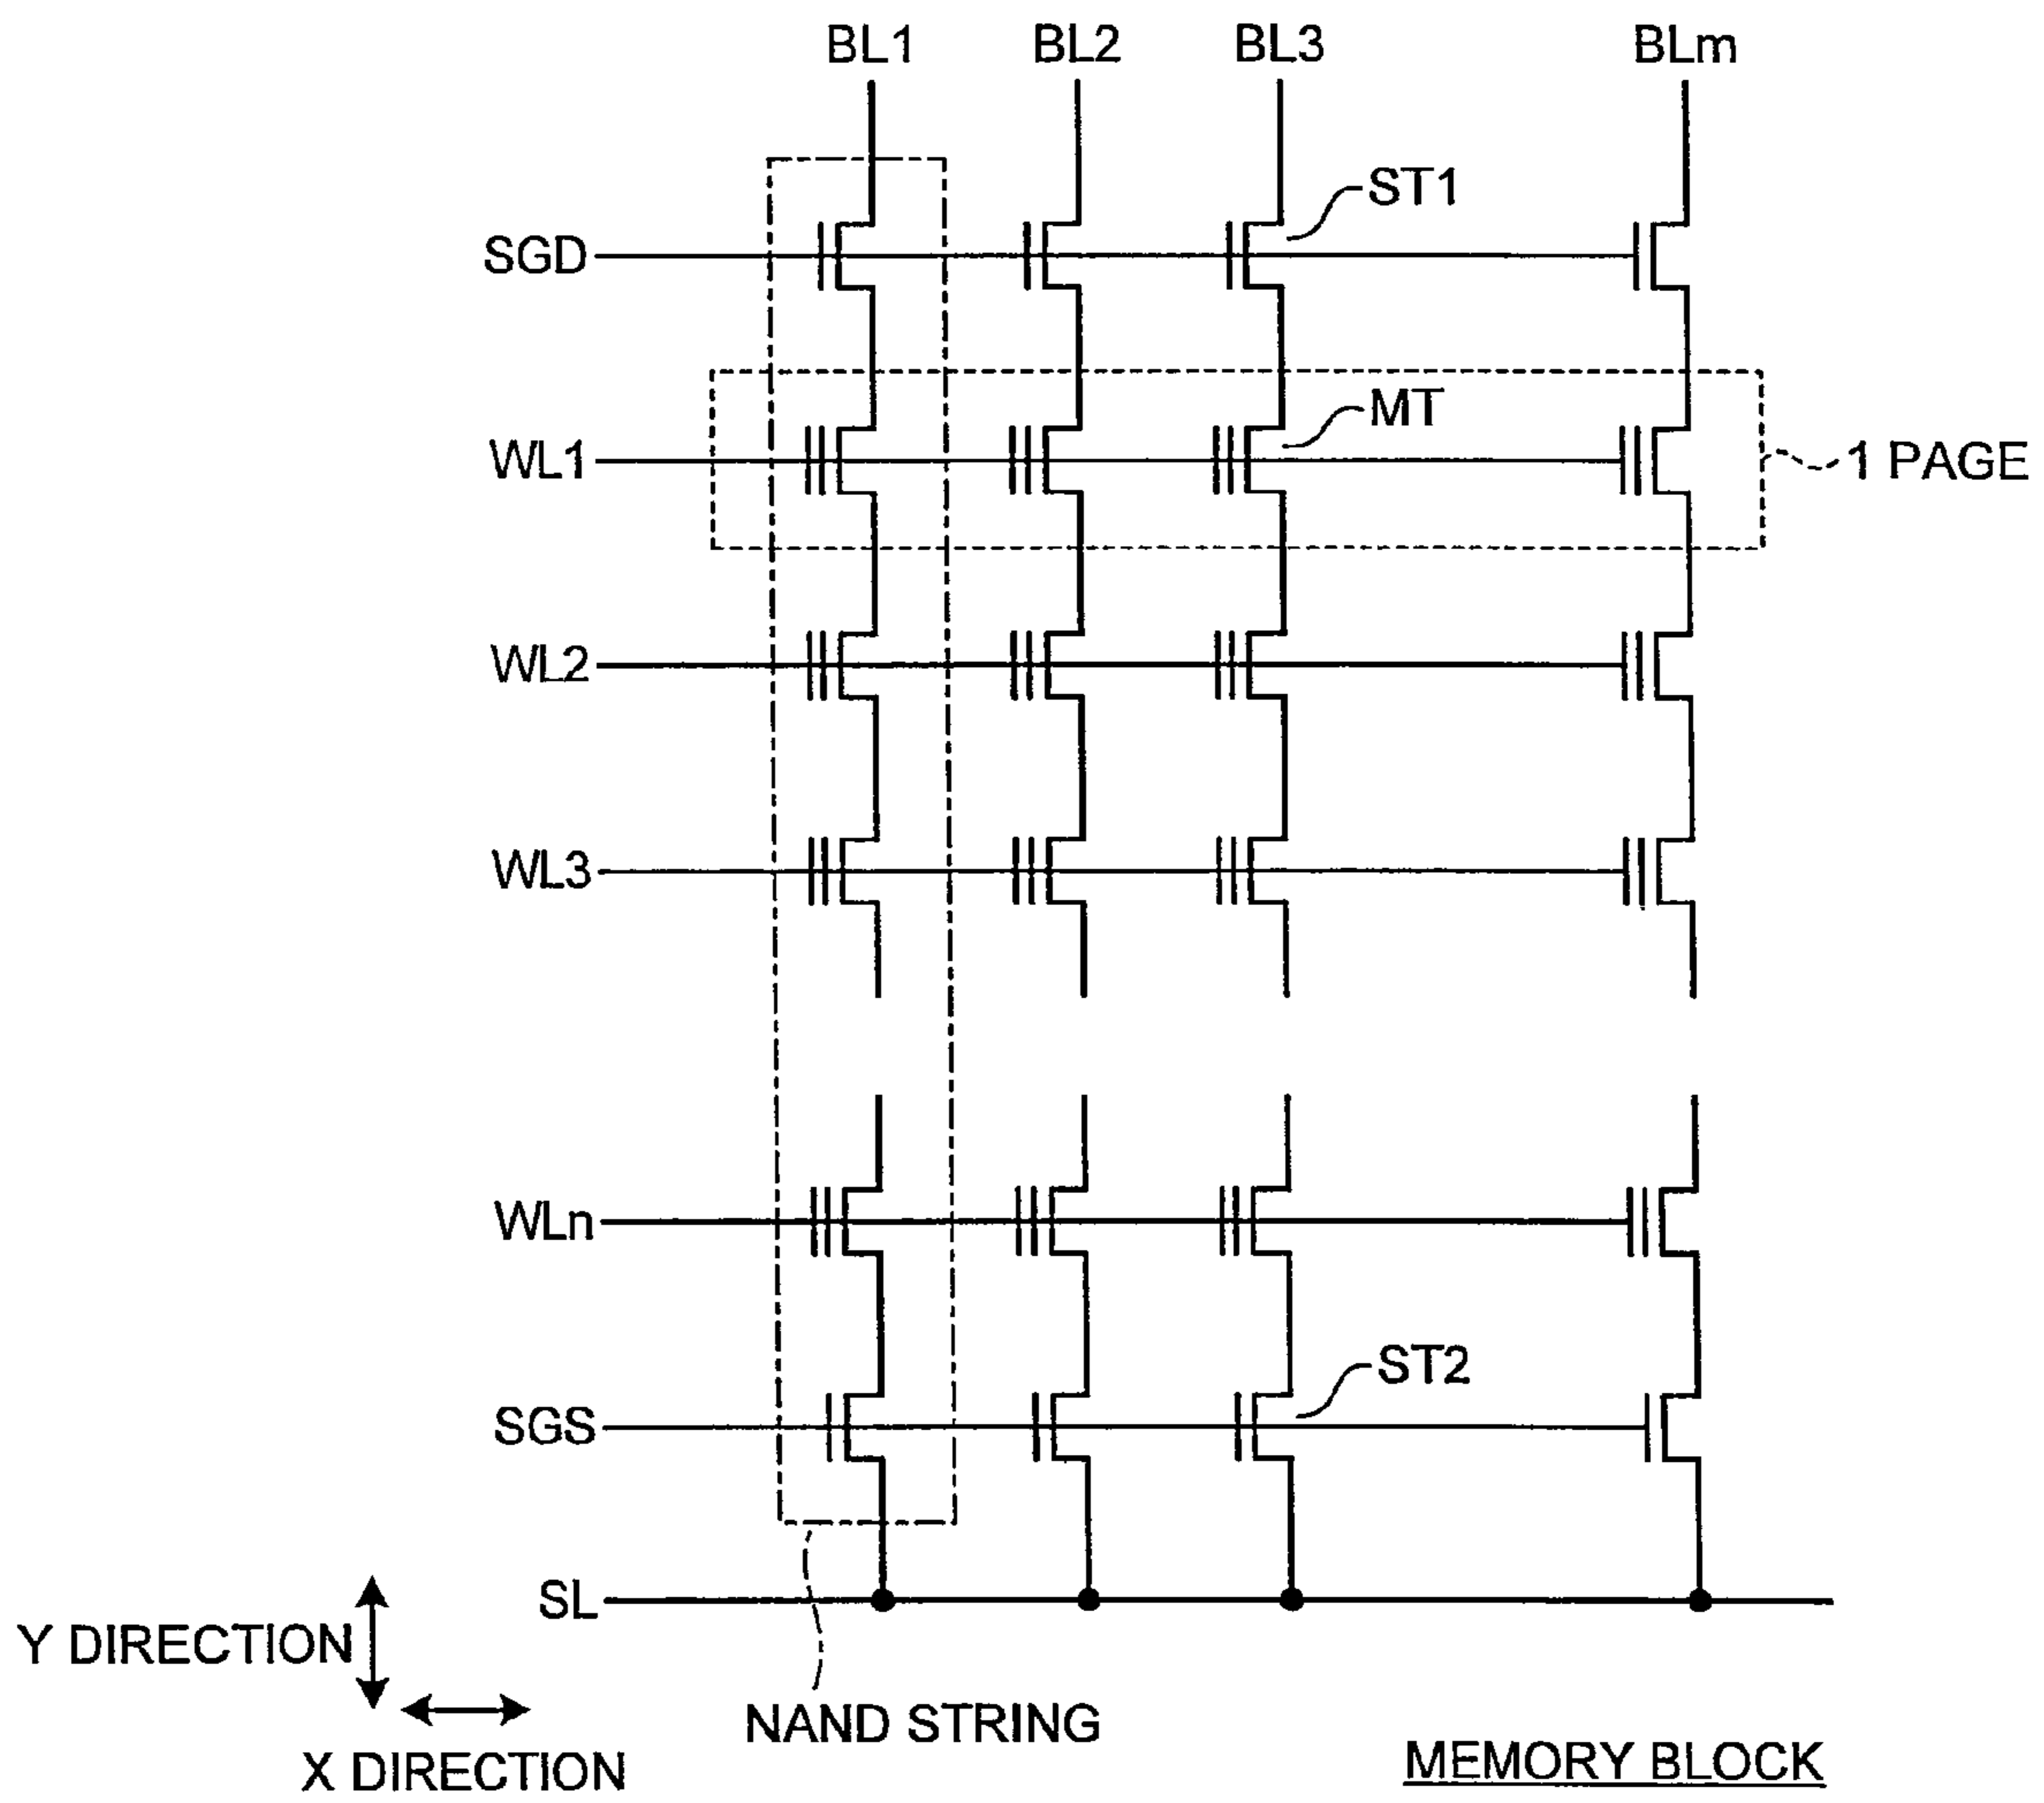 BL1 BL2 BL3 BLm
ST1
SGD
MT
WL1
1 PAGE
WL2
WL3
WLn
ST2
SGS
SL
Y DIRECTION
NAND STRING
X DIRECTION
MEMORY BLOCK